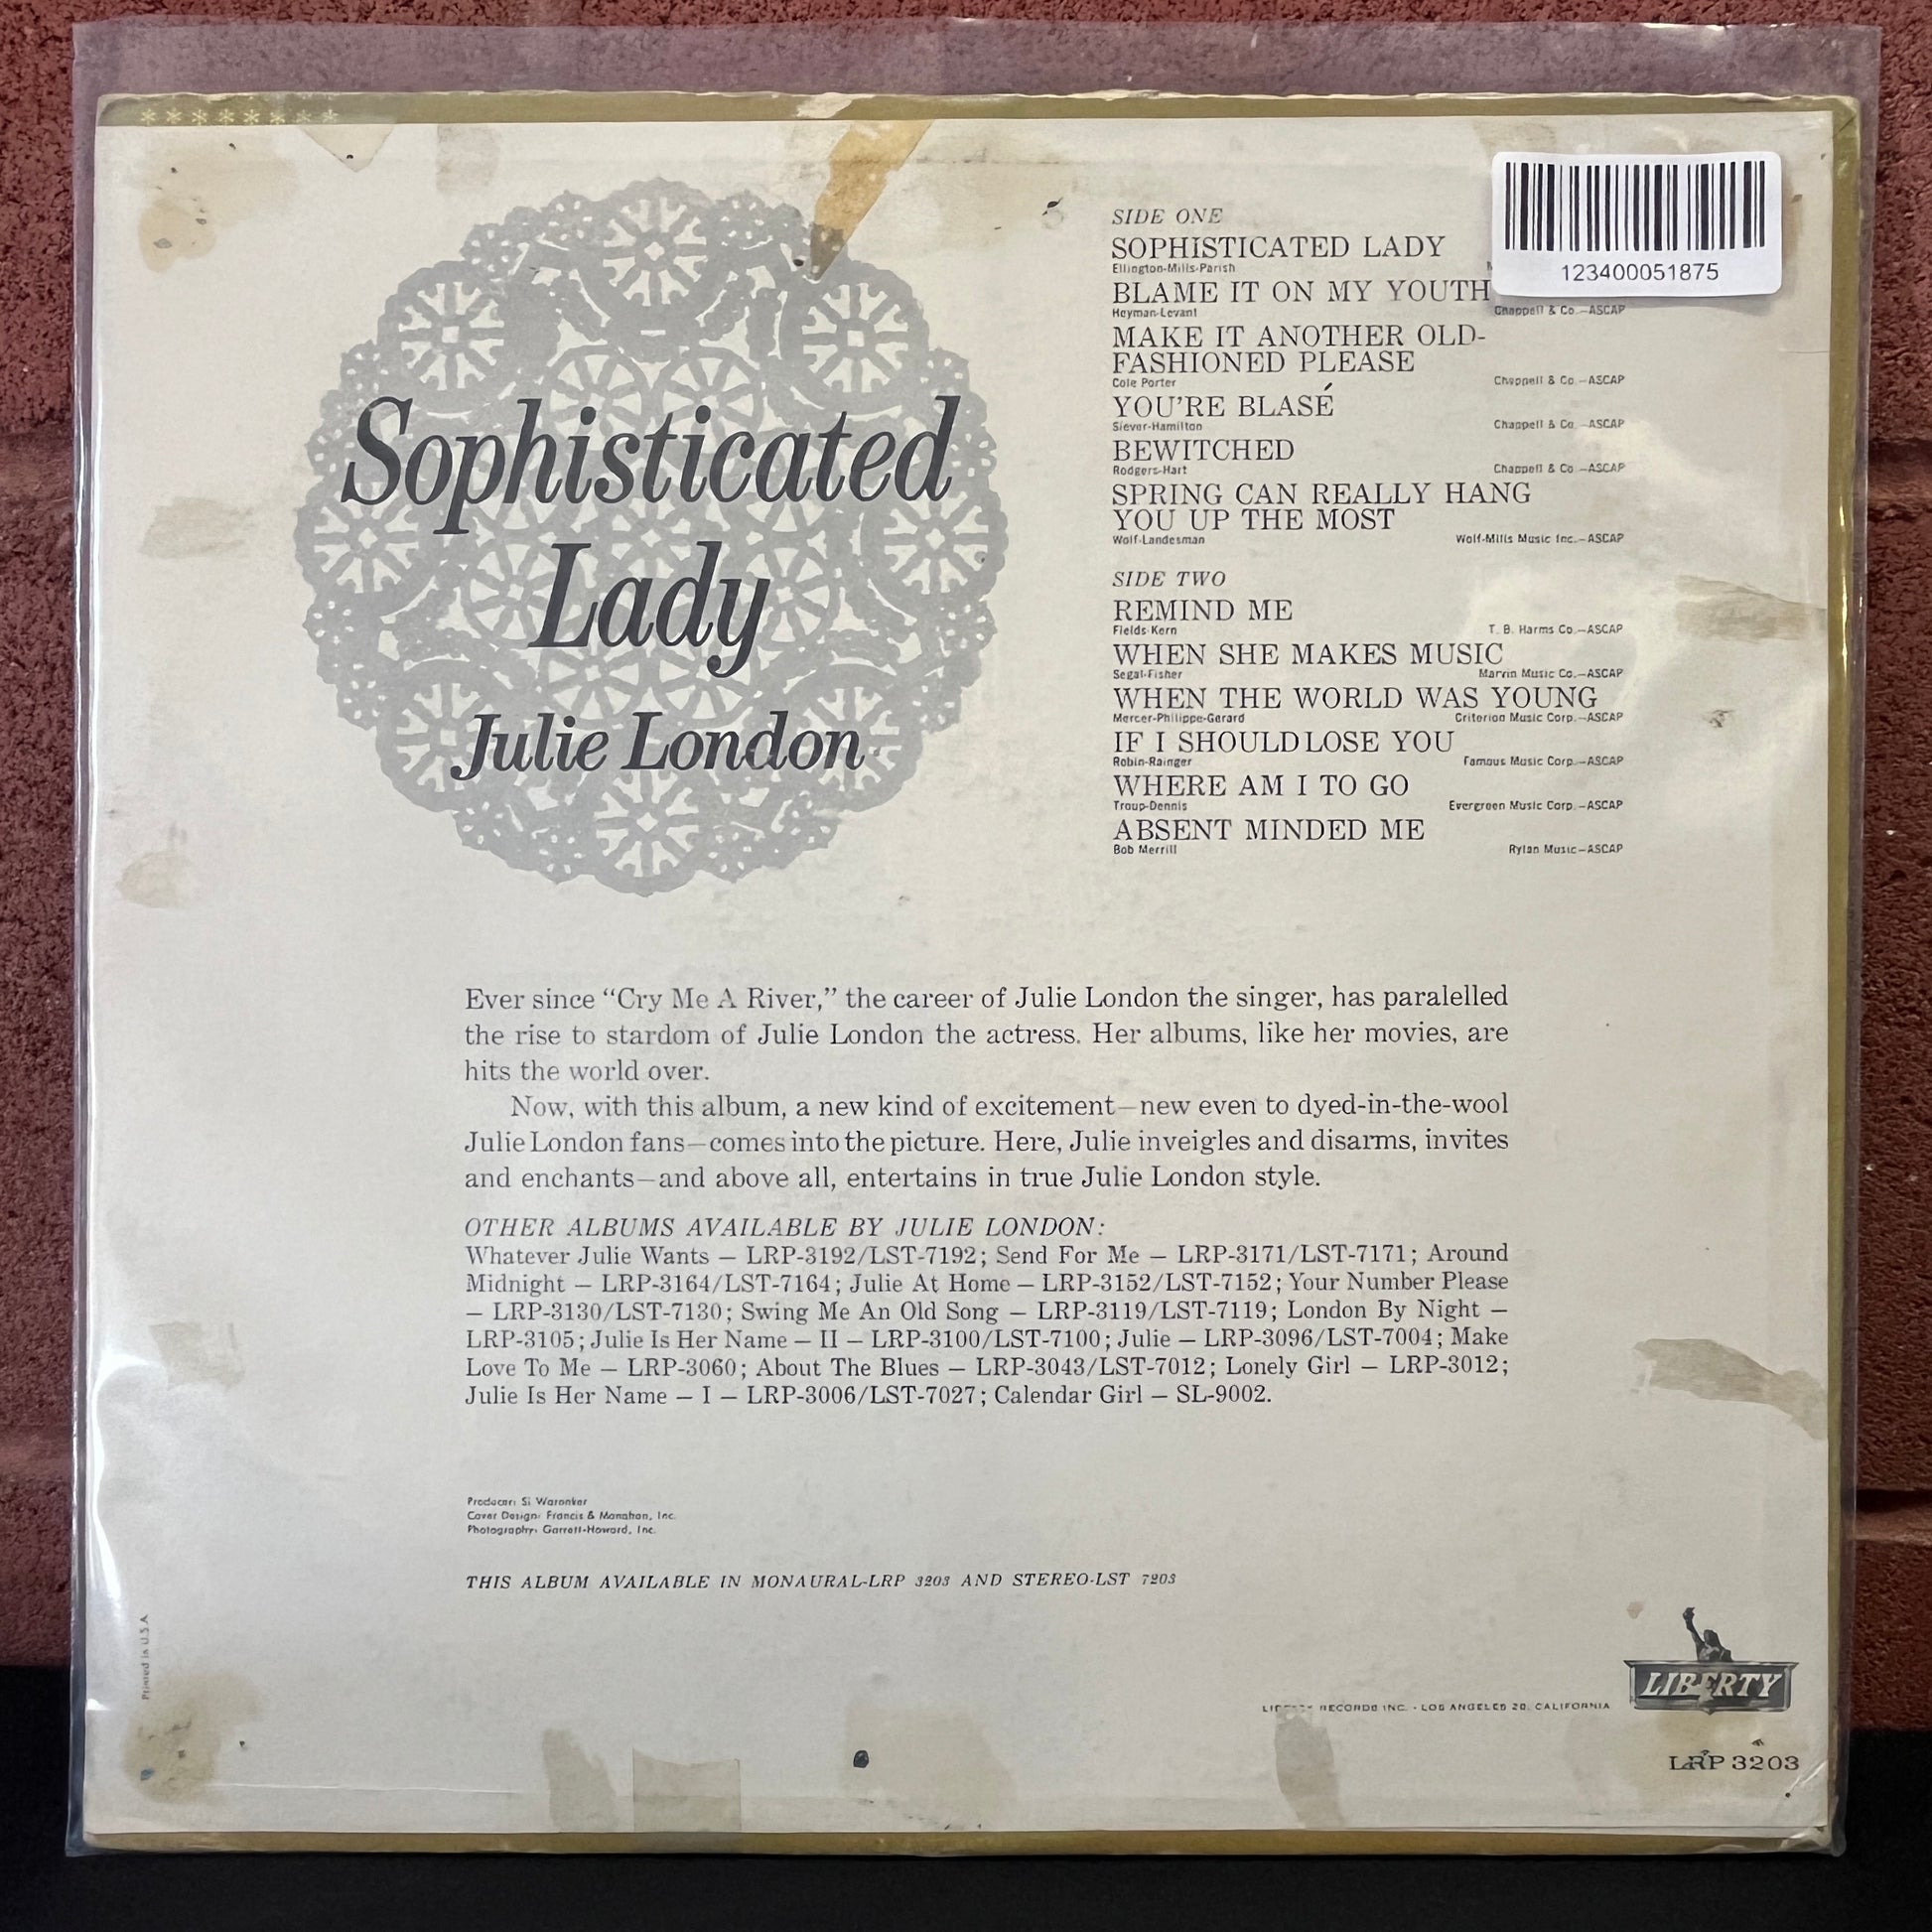 Sophisticated
Lady
Julie London
SIDE ONE
SOPHISTICATED LADY
Ellington-Mills-Parish
BLAME IT ON MY YOUTH
Heyman-Levant Chappell & Co.—ASCAP
MAKE IT ANOTHER OLD-
FASHIONED PLEASE
Cole Porter Chappell & Co.—ASCAP
YOU'RE BLASÉ
Siever-Hamilton Chappell & Co.—ASCAP
BEWITCHED
Rodgers-Hart Chappell & Co.—ASCAP
SPRING CAN REALLY HANG
YOU UP THE MOST
Wolf-Landesman Wolf-Mills Music Inc.—ASCAP
SIDE TWO
REMIND ME
Fields-Kern T. B. Harms Co.—ASCAP
WHEN SHE MAKES MUSIC
Segal-Fisher Marvin Music Co.—ASCAP
WHEN THE WORLD WAS YOUNG
Mercer-Philippe-Gerard Criterion Music Corp.—ASCAP
IF I SHOULD LOSE YOU
Robin-Rainger Famous Music Corp.—ASCAP
WHERE AM I TO GO
Troup-Dennis Evergreen Music Corp.—ASCAP
ABSENT MINDED ME
Bob Merrill Rylan Music—ASCAP
123400051875
Ever since “Cry Me A River,” the career of Julie London the singer, has paralelled
the rise to stardom of Julie London the actress. Her albums, like her movies, are
hits the world over.
Now, with this album, a new kind of excitement—new even to dyed-in-the-wool
Julie London fans—comes into the picture. Here, Julie inveigles and disarms, invites
and enchants—and above all, entertains in true Julie London style.
OTHER ALBUMS AVAILABLE BY JULIE LONDON:
Whatever Julie Wants — LRP-3192/LST-7192; Send For Me — LRP-3171/LST-7171; Around
Midnight — LRP-3164/LST-7164; Julie At Home — LRP-3152/LST-7152; Your Number Please
— LRP-3130/LST-7130; Swing Me An Old Song — LRP-3119/LST-7119; London By Night —
LRP-3105; Julie Is Her Name — II — LRP-3100/LST-7100; Julie — LRP-3096/LST-7004; Make
Love To Me — LRP-3060; About The Blues — LRP-3043/LST-7012; Lonely Girl — LRP-3012;
Julie Is Her Name — I — LRP-3006/LST-7027; Calendar Girl — SL-9002.
Producer: Si Waronker
Cover Design: Francis & Monahan, Inc.
Photography: Garrett-Howard, Inc.
THIS ALBUM AVAILABLE IN MONAURAL-LRP 3203 AND STEREO-LST 7203
Printed in U.S.A.
LIBERTY
RECORDS INC. • LOS ANGELES 28, CALIFORNIA
LRP 3203